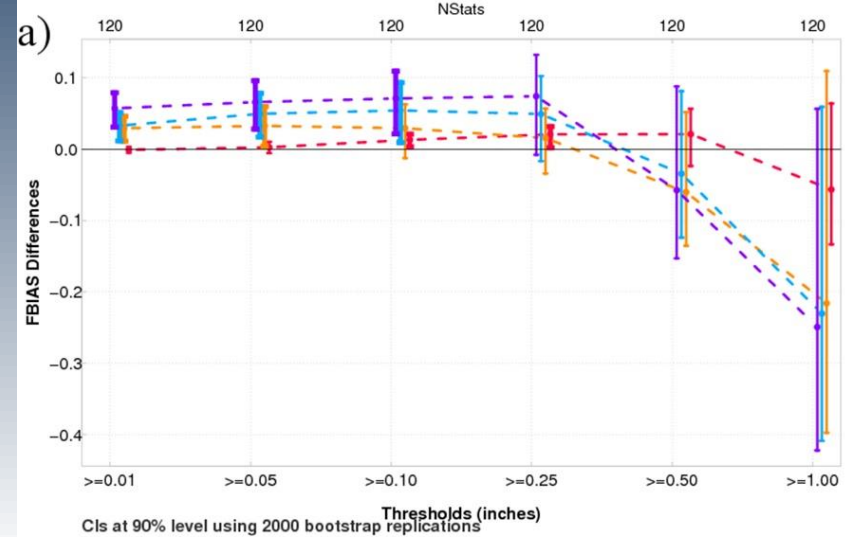 NStats
a) 120 120 120 120 120 120
0.1
0.0
−0.1
−0.2
−0.3
−0.4
FBIAS Differences
>=0.01 >=0.05 >=0.10 >=0.25 >=0.50 >=1.00
Thresholds (inches)
CIs at 90% level using 2000 bootstrap replications